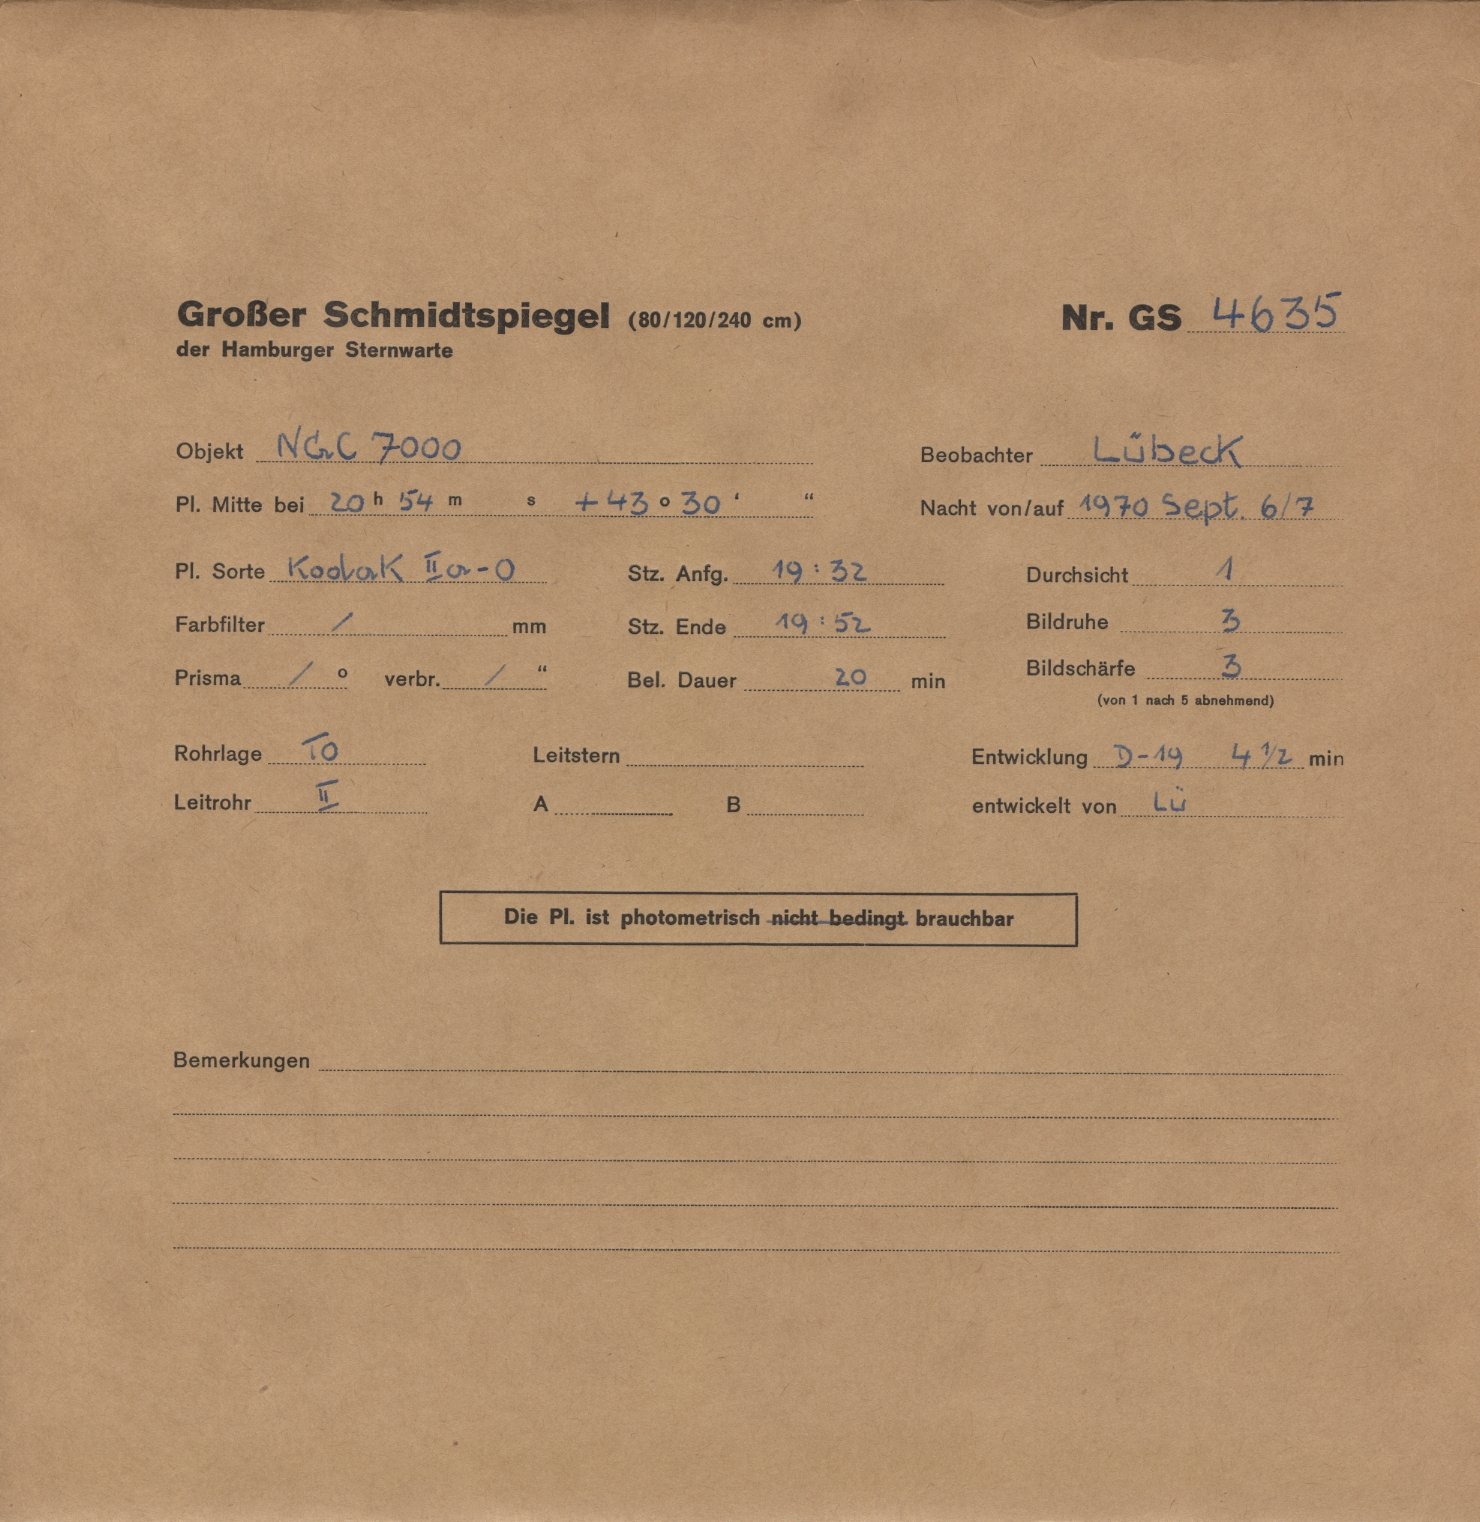 Großer Schmidtspiegel (80/120/240 cm) Nr. GS 4635
der Hamburger Sternwarte
Objekt NGC 7000 Beobachter Lübeck
Pl. Mitte bei 20 h 54 m s +43 o 30 ‘ “ Nacht von/auf 1970 Sept. 6/7
Pl. Sorte Kodak IIa-O Stz. Anfg. 19:32 Durchsicht 1
Farbfilter / mm Stz. Ende 19:52 Bildruhe 3
Prisma / o verbr. / “ Bel. Dauer 20 min Bildschärfe 3
(von 1 nach 5 abnehmend)
Rohrlage TO Leitstern Entwicklung D-19 4 1/2 min
Leitrohr II A B entwickelt von Lü
Die Pl. ist photometrisch nicht bedingt brauchbar
Bemerkungen